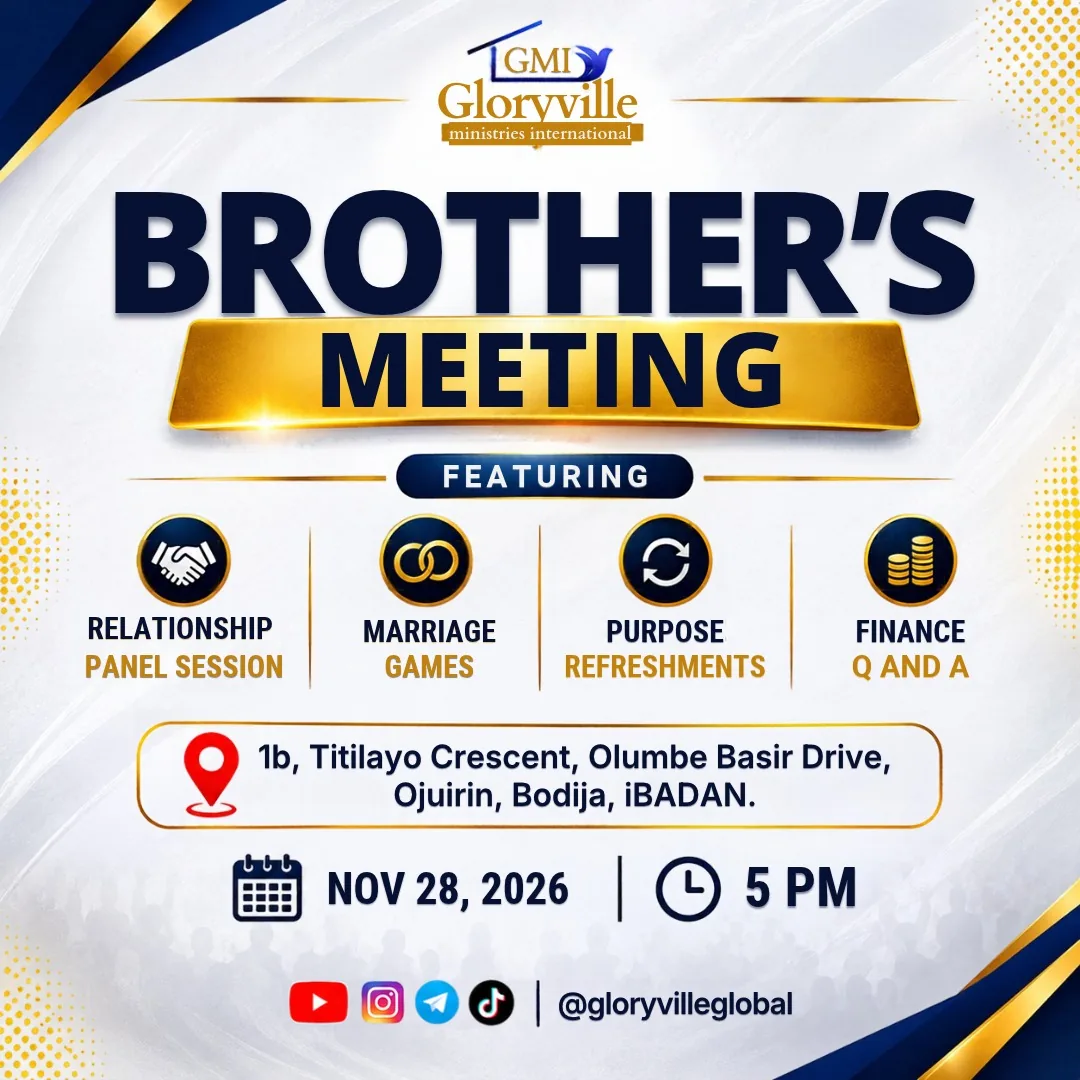 GMI
Gloryville
ministries international
BROTHER’S
MEETING
FEATURING
RELATIONSHIP
PANEL SESSION
MARRIAGE
GAMES
PURPOSE
REFRESHMENTS
FINANCE
Q AND A
1b, Titilayo Crescent, Olumbe Basir Drive,
Ojuirin, Bodija, iBADAN.
NOV 28, 2026
5 PM
@gloryvilleglobal